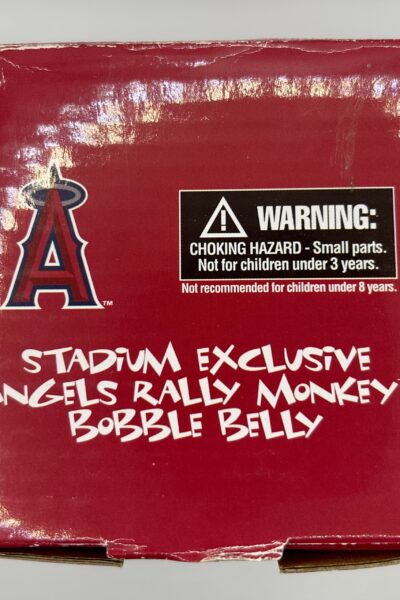 WARNING:
CHOKING HAZARD - Small parts.
Not for children under 3 years.
Not recommended for children under 8 years.
A
™
STADIUM EXCLUSIVE
NGELS RALLY MONKEY
BOBBLE BELLY